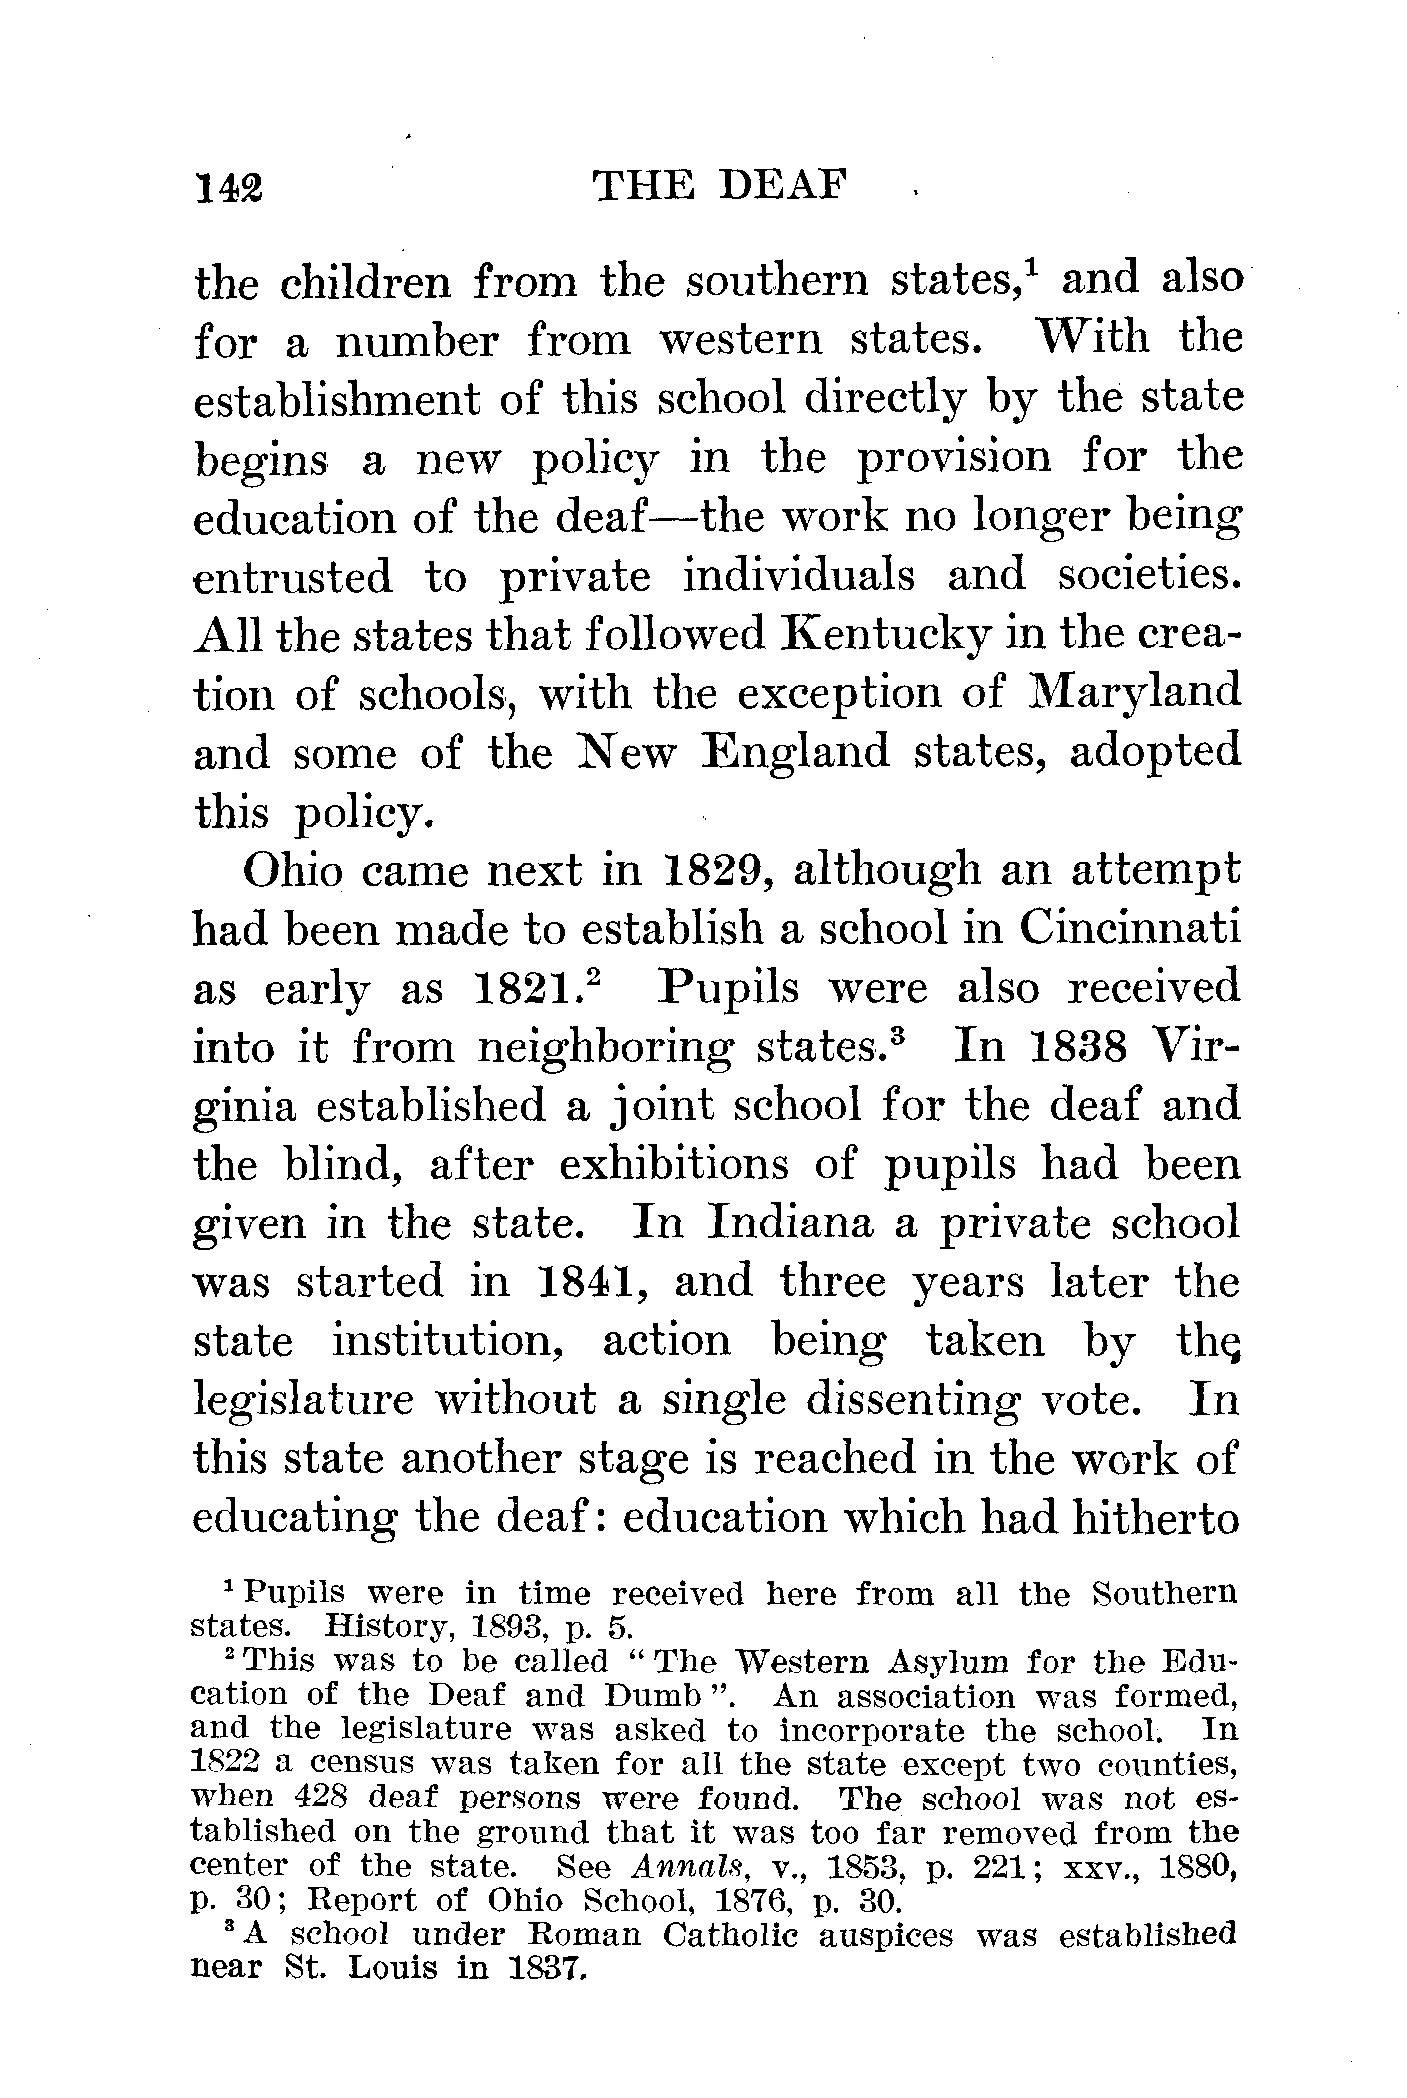 142 THE DEAF
the children from the southern states,¹ and also
for a number from western states. With the
establishment of this school directly by the state
begins a new policy in the provision for the
education of the deaf—the work no longer being
entrusted to private individuals and societies.
All the states that followed Kentucky in the crea-
tion of schools, with the exception of Maryland
and some of the New England states, adopted
this policy.
Ohio came next in 1829, although an attempt
had been made to establish a school in Cincinnati
as early as 1821.² Pupils were also received
into it from neighboring states.³ In 1838 Vir-
ginia established a joint school for the deaf and
the blind, after exhibitions of pupils had been
given in the state. In Indiana a private school
was started in 1841, and three years later the
state institution, action being taken by the
legislature without a single dissenting vote. In
this state another stage is reached in the work of
educating the deaf: education which had hitherto
¹ Pupils were in time received here from all the Southern
states. History, 1893, p. 5.
² This was to be called “The Western Asylum for the Edu-
cation of the Deaf and Dumb”. An association was formed,
and the legislature was asked to incorporate the school. In
1822 a census was taken for all the state except two counties,
when 428 deaf persons were found. The school was not es-
tablished on the ground that it was too far removed from the
center of the state. See Annals, v., 1853, p. 221; xxv., 1880,
p. 30; Report of Ohio School, 1876, p. 30.
³ A school under Roman Catholic auspices was established
near St. Louis in 1837.